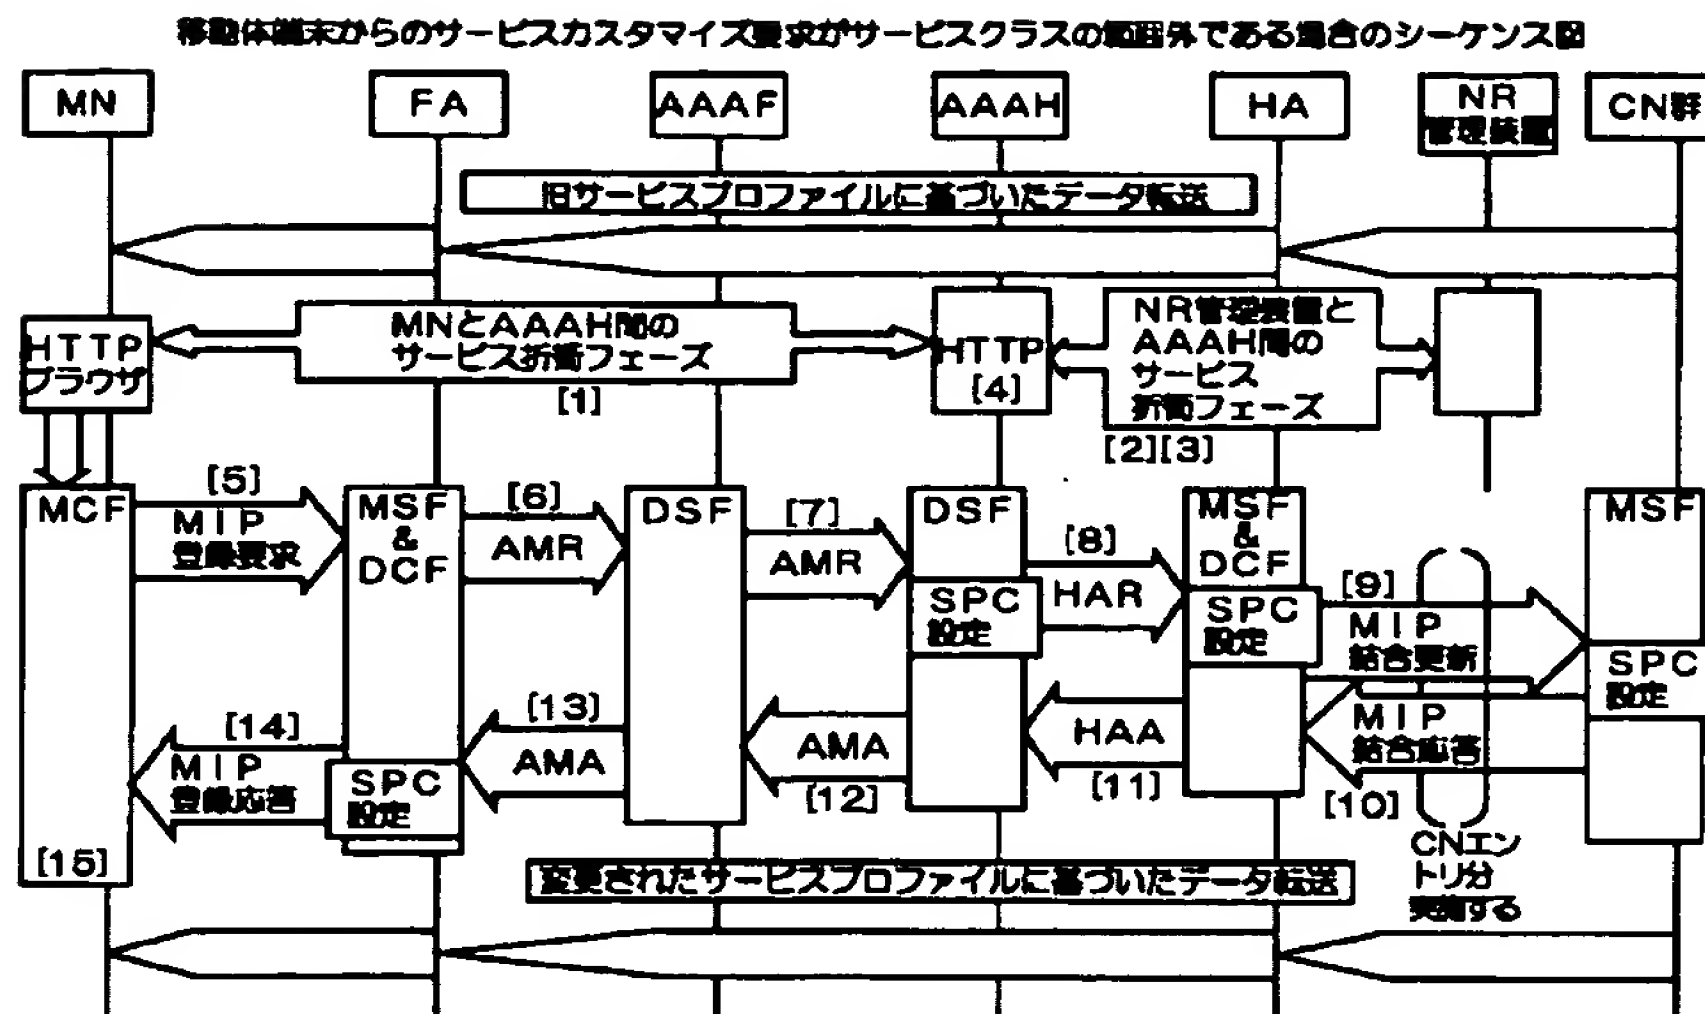 移動体端末からのサービスカスタマイズ要求がサービスクラスの範囲外である場合のシーケンス図
MN
FA
AAAF
AAAH
HA
NR
管理装置
CN群
旧サービスプロファイルに基づいたデータ転送
HTTP
ブラウザ
MNとAAAH間の
サービス折衝フェーズ
[1]
HTTP
[4]
NR管理装置と
AAAH間の
サービス
折衝フェーズ
[2][3]
MCF
[5]
MIP
登録要求
MSF
&
DCF
[6]
AMR
DSF
[7]
AMR
DSF
SPC
設定
[8]
HAR
MSF
&
DCF
SPC
設定
[9]
MIP
結合更新
MSF
SPC
設定
MIP
結合応答
[10]
HAA
[11]
AMA
[12]
[13]
AMA
SPC
設定
[14]
MIP
登録応答
[15]
CNエン
トリ分
実施する
変更されたサービスプロファイルに基づいたデータ転送